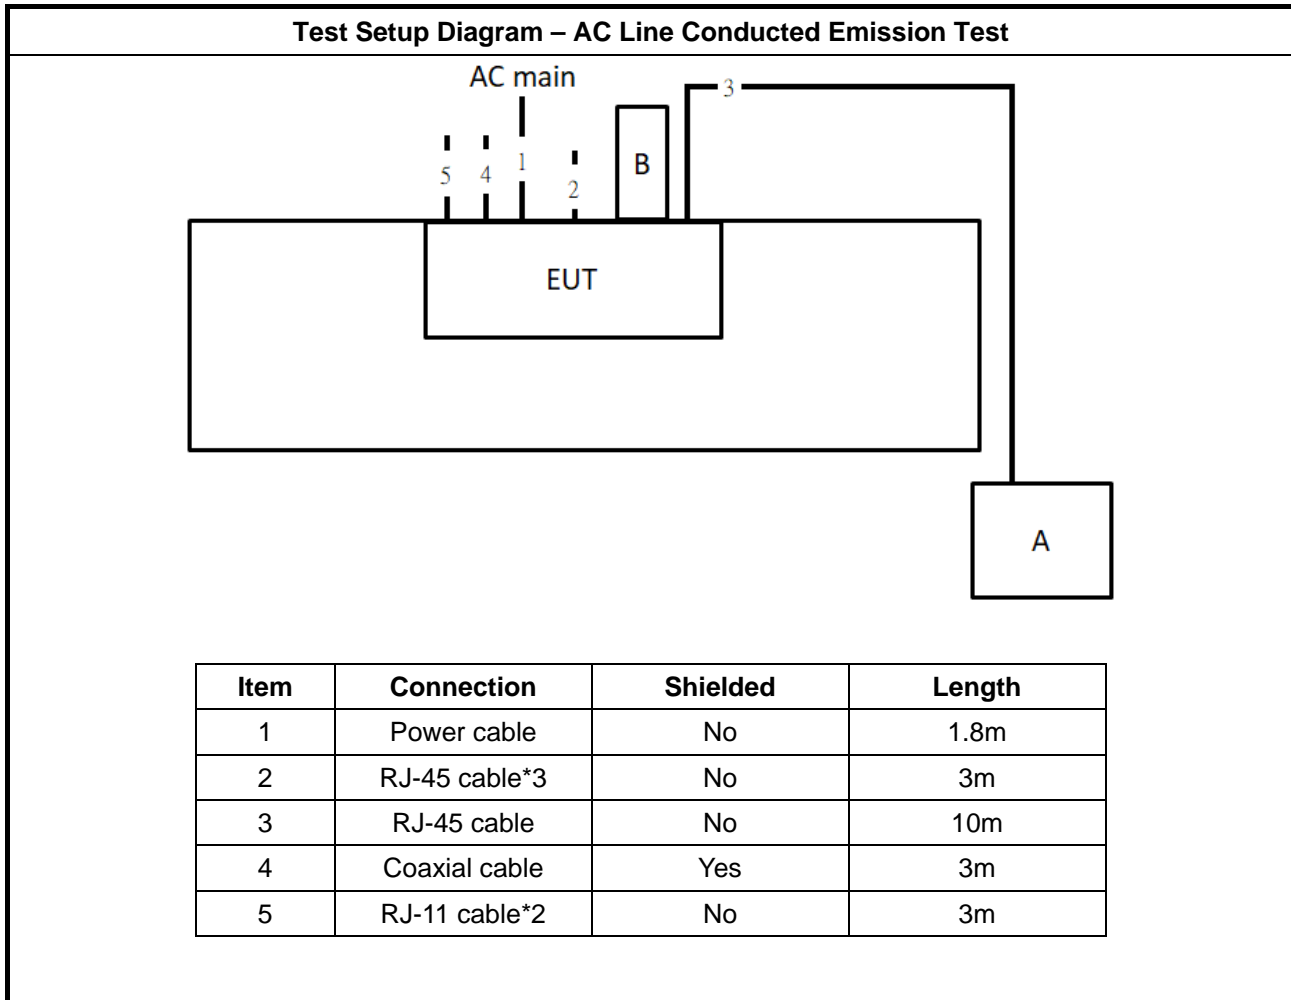 Test Setup Diagram – AC Line Conducted Emission Test
AC main
3
B
5 4 1 2
EUT
A
Item Connection Shielded Length
1 Power cable No 1.8m
2 RJ-45 cable*3 No 3m
3 RJ-45 cable No 10m
4 Coaxial cable Yes 3m
5 RJ-11 cable*2 No 3m